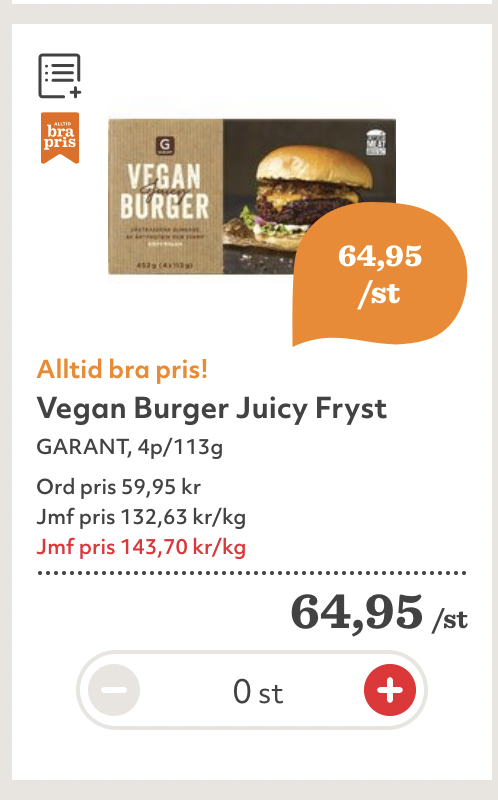 ALLTID
bra
pris
G
GARANT
VEGAN
Juicy
BURGER
453g (4x113g)
MEAT
64,95
/st
Alltid bra pris!
Vegan Burger Juicy Fryst
GARANT, 4p/113g
Ord pris 59,95 kr
Jmf pris 132,63 kr/kg
Jmf pris 143,70 kr/kg
64,95 /st
0 st